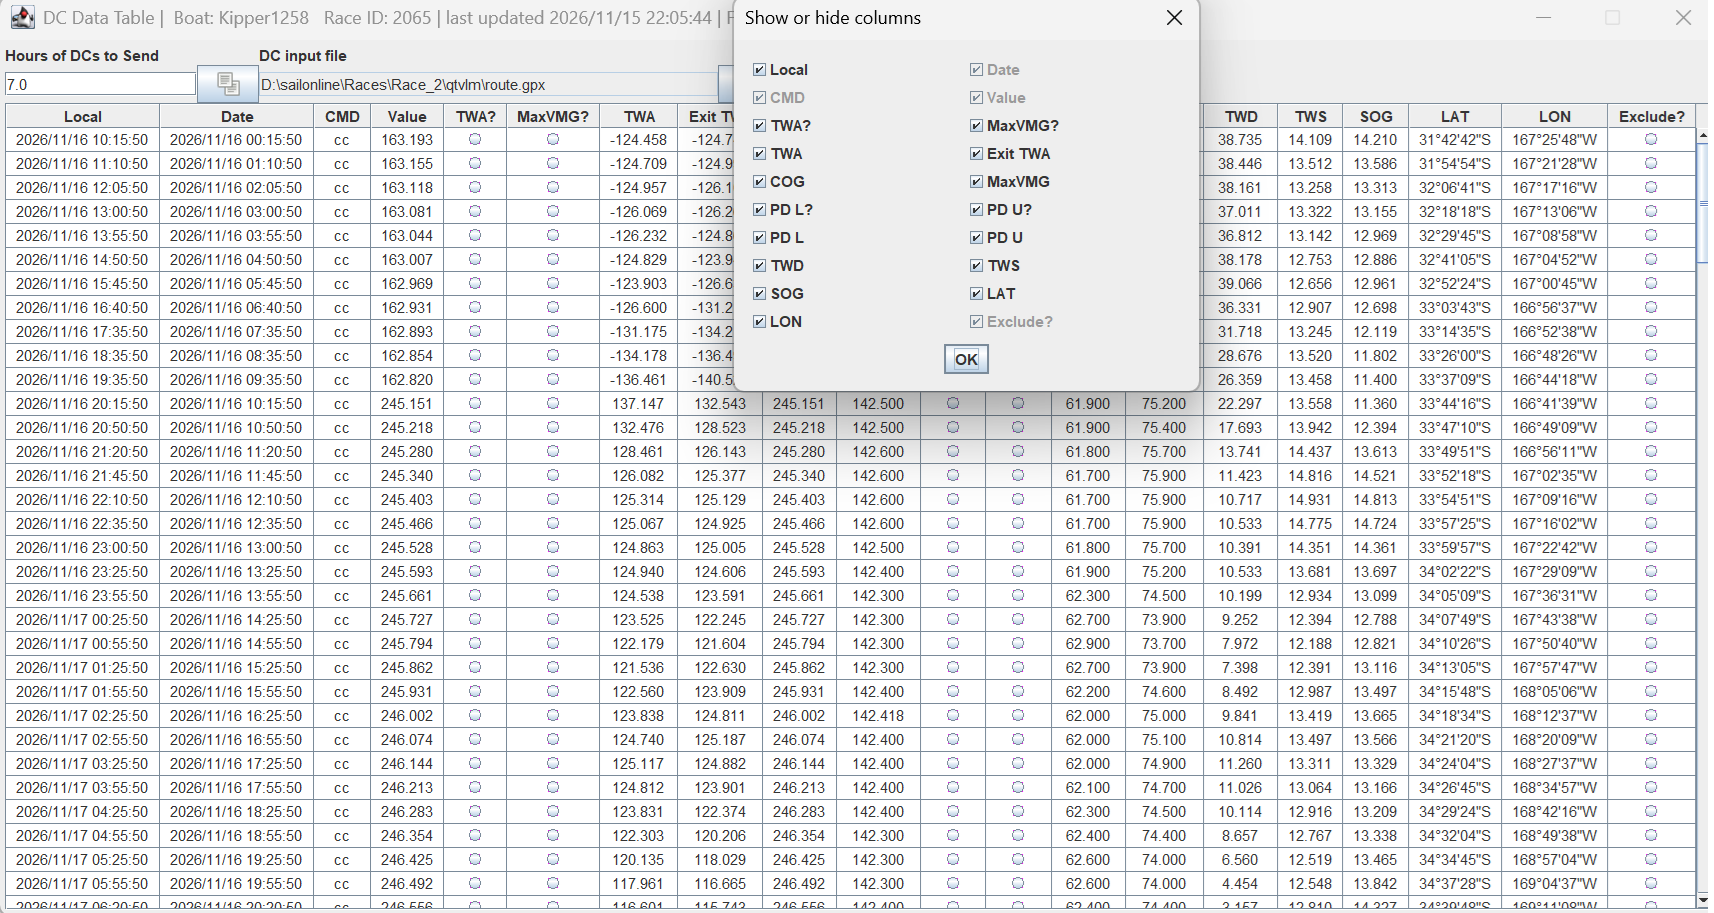 DC Data Table | Boat: Kipper1258 Race ID: 2065 | last updated 2026/11/15 22:05:44 |
Show or hide columns
Hours of DCs to Send DC input file
7.0 D:\sailonline\Races\Race_2\qtvlm\route.gpx
Local Date
CMD Value
TWA? MaxVMG?
TWA Exit TWA
COG MaxVMG
PD L? PD U?
PD L PD U
TWD TWS
SOG LAT
LON Exclude?
OK
Local Date CMD Value TWA? MaxVMG? TWA Exit TWD TWS SOG LAT LON Exclude?
2026/11/16 10:15:50 2026/11/16 00:15:50 cc 163.193 -124.458 -124.7 38.735 14.109 14.210 31°42'42"S 167°25'48"W
2026/11/16 11:10:50 2026/11/16 01:10:50 cc 163.155 -124.709 -124.9 38.446 13.512 13.586 31°54'54"S 167°21'28"W
2026/11/16 12:05:50 2026/11/16 02:05:50 cc 163.118 -124.957 -126.1 38.161 13.258 13.313 32°06'41"S 167°17'16"W
2026/11/16 13:00:50 2026/11/16 03:00:50 cc 163.081 -126.069 -126.2 37.011 13.322 13.155 32°18'18"S 167°13'06"W
2026/11/16 13:55:50 2026/11/16 03:55:50 cc 163.044 -126.232 -124.8 36.812 13.142 12.969 32°29'45"S 167°08'58"W
2026/11/16 14:50:50 2026/11/16 04:50:50 cc 163.007 -124.829 -123.9 38.178 12.753 12.886 32°41'05"S 167°04'52"W
2026/11/16 15:45:50 2026/11/16 05:45:50 cc 162.969 -123.903 -126.6 39.066 12.656 12.961 32°52'24"S 167°00'45"W
2026/11/16 16:40:50 2026/11/16 06:40:50 cc 162.931 -126.600 -131.2 36.331 12.907 12.698 33°03'43"S 166°56'37"W
2026/11/16 17:35:50 2026/11/16 07:35:50 cc 162.893 -131.175 -134.2 31.718 13.245 12.119 33°14'35"S 166°52'38"W
2026/11/16 18:35:50 2026/11/16 08:35:50 cc 162.854 -134.178 -136.4 28.676 13.520 11.802 33°26'00"S 166°48'26"W
2026/11/16 19:35:50 2026/11/16 09:35:50 cc 162.820 -136.461 -140.5 26.359 13.458 11.400 33°37'09"S 166°44'18"W
2026/11/16 20:15:50 2026/11/16 10:15:50 cc 245.151 137.147 132.543 245.151 142.500 61.900 75.200 22.297 13.558 11.360 33°44'16"S 166°41'39"W
2026/11/16 20:50:50 2026/11/16 10:50:50 cc 245.218 132.476 128.523 245.218 142.500 61.900 75.400 17.693 13.942 12.394 33°47'10"S 166°49'09"W
2026/11/16 21:20:50 2026/11/16 11:20:50 cc 245.280 128.461 126.143 245.280 142.500 61.800 75.700 13.741 14.437 13.613 33°49'51"S 166°56'11"W
2026/11/16 21:45:50 2026/11/16 11:45:50 cc 245.340 126.082 125.377 245.340 142.600 61.700 75.900 11.423 14.816 14.521 33°52'18"S 167°02'35"W
2026/11/16 22:10:50 2026/11/16 12:10:50 cc 245.403 125.314 125.129 245.403 142.600 61.700 75.900 10.717 14.931 14.813 33°54'51"S 167°09'16"W
2026/11/16 22:35:50 2026/11/16 12:35:50 cc 245.466 125.067 124.925 245.466 142.600 61.700 75.900 10.533 14.775 14.724 33°57'25"S 167°16'02"W
2026/11/16 23:00:50 2026/11/16 13:00:50 cc 245.528 124.863 125.005 245.528 142.500 61.800 75.700 10.391 14.351 14.361 33°59'57"S 167°22'42"W
2026/11/16 23:25:50 2026/11/16 13:25:50 cc 245.593 124.940 124.606 245.593 142.400 61.900 75.200 10.533 13.681 13.697 34°02'22"S 167°29'09"W
2026/11/16 23:55:50 2026/11/16 13:55:50 cc 245.661 124.538 123.591 245.661 142.300 62.300 74.500 10.199 12.934 13.099 34°05'09"S 167°36'31"W
2026/11/17 00:25:50 2026/11/16 14:25:50 cc 245.727 123.525 122.245 245.727 142.300 62.700 73.900 9.252 12.394 12.788 34°07'49"S 167°43'38"W
2026/11/17 00:55:50 2026/11/16 14:55:50 cc 245.794 122.179 121.604 245.794 142.300 62.900 73.700 7.972 12.188 12.821 34°10'26"S 167°50'40"W
2026/11/17 01:25:50 2026/11/16 15:25:50 cc 245.862 121.536 122.630 245.862 142.300 62.700 73.900 7.398 12.391 13.116 34°13'05"S 167°57'47"W
2026/11/17 01:55:50 2026/11/16 15:55:50 cc 245.931 122.560 123.909 245.931 142.400 62.200 74.600 8.492 12.987 13.497 34°15'48"S 168°05'06"W
2026/11/17 02:25:50 2026/11/16 16:25:50 cc 246.002 123.838 124.811 246.002 142.418 62.000 75.000 9.841 13.419 13.665 34°18'34"S 168°12'37"W
2026/11/17 02:55:50 2026/11/16 16:55:50 cc 246.074 124.740 125.187 246.074 142.400 62.000 75.100 10.814 13.497 13.566 34°21'20"S 168°20'09"W
2026/11/17 03:25:50 2026/11/16 17:25:50 cc 246.144 125.117 124.882 246.144 142.400 62.000 74.900 11.260 13.311 13.329 34°24'04"S 168°27'37"W
2026/11/17 03:55:50 2026/11/16 17:55:50 cc 246.213 124.812 123.901 246.213 142.400 62.100 74.700 11.026 13.064 13.166 34°26'45"S 168°34'57"W
2026/11/17 04:25:50 2026/11/16 18:25:50 cc 246.283 123.831 122.374 246.283 142.400 62.300 74.500 10.114 12.916 13.209 34°29'24"S 168°42'16"W
2026/11/17 04:55:50 2026/11/16 18:55:50 cc 246.354 122.303 120.206 246.354 142.400 62.400 74.400 8.657 12.767 13.338 34°32'04"S 168°49'38"W
2026/11/17 05:25:50 2026/11/16 19:25:50 cc 246.425 120.135 118.029 246.425 142.300 62.600 74.000 6.560 12.519 13.465 34°34'45"S 168°57'04"W
2026/11/17 05:55:50 2026/11/16 19:55:50 cc 246.492 117.961 116.665 246.492 142.300 62.600 74.000 4.454 12.548 13.842 34°37'28"S 169°04'37"W